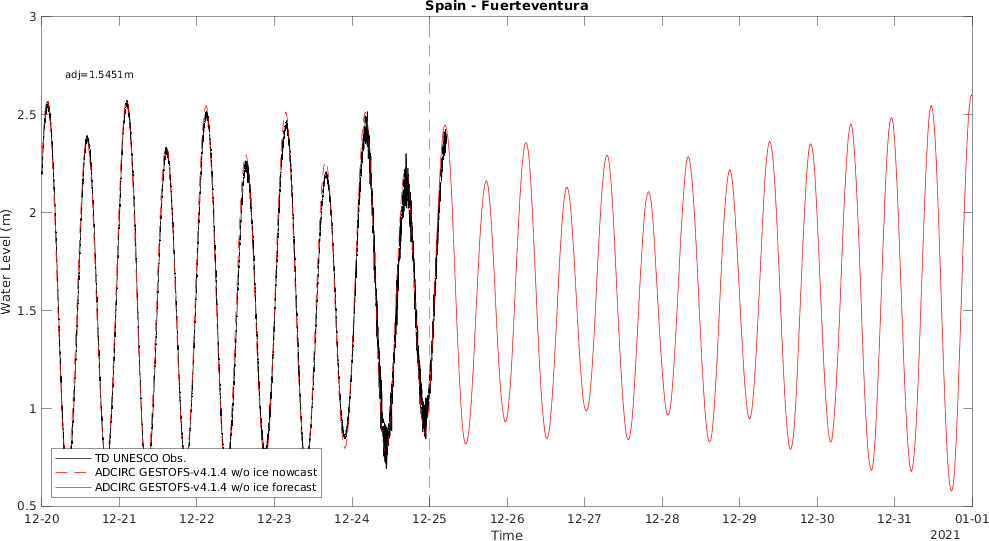 Spain - Fuerteventura
3
adj=1.5451m
2.5
2
Water Level (m)
1.5
1
TD UNESCO Obs.
ADCIRC GESTOFS-v4.1.4 w/o ice nowcast
ADCIRC GESTOFS-v4.1.4 w/o ice forecast
0.5
12-20 12-21 12-22 12-23 12-24 12-25 12-26 12-27 12-28 12-29 12-30 12-31 01-01
Time
2021